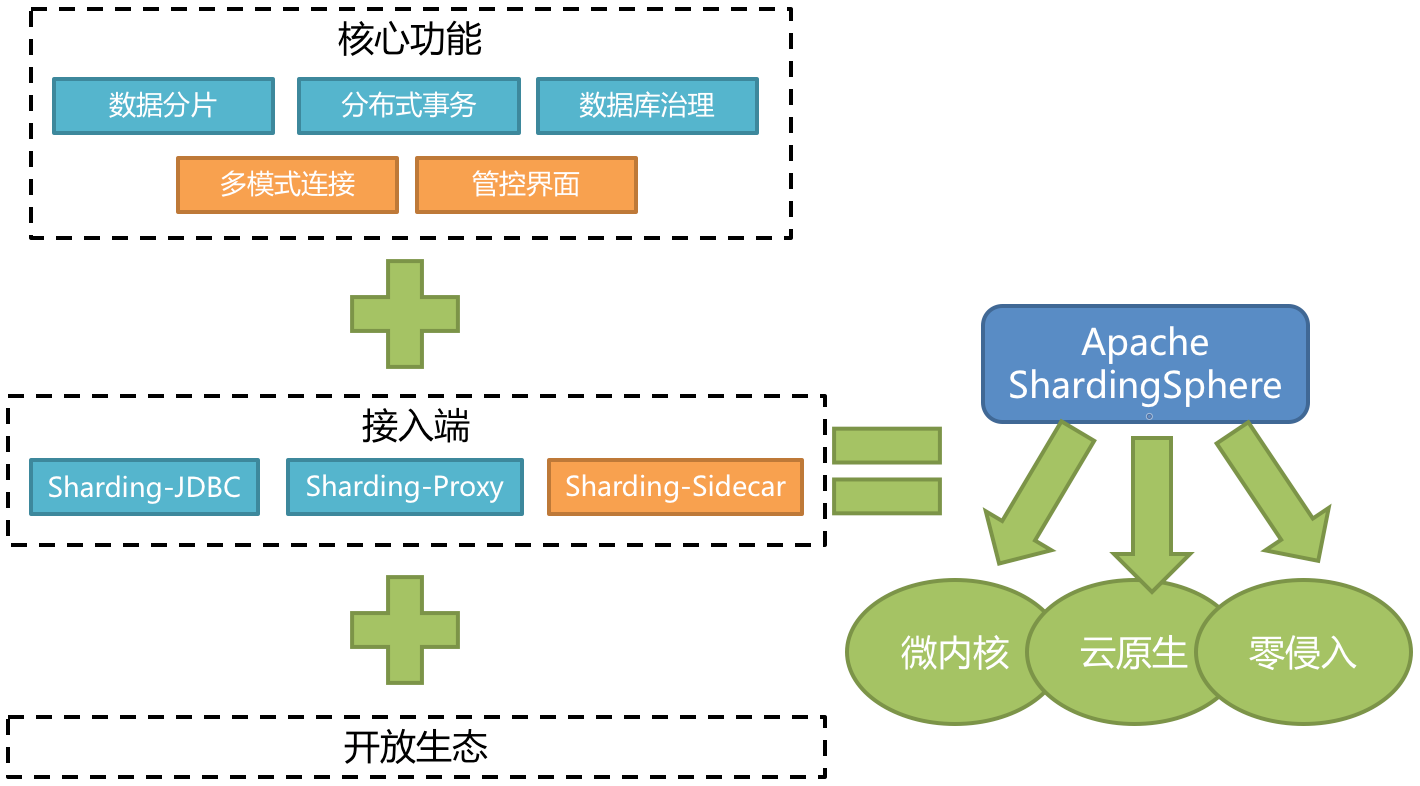 核心功能
数据分片
分布式事务
数据库治理
多模式连接
管控界面
接入端
Sharding-JDBC
Sharding-Proxy
Sharding-Sidecar
开放生态
Apache
ShardingSphere
。
微内核
云原生
零侵入